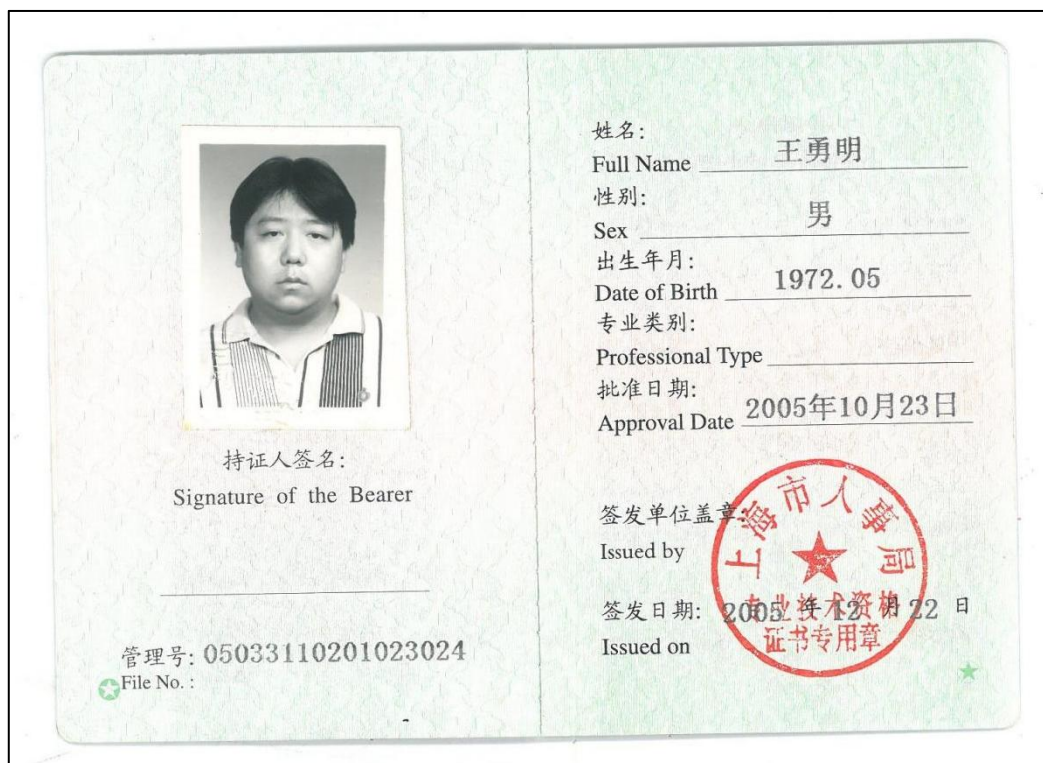 持证人签名:
Signature of the Bearer
管理号: 05033110201023024
File No. :
姓名:
Full Name 王勇明
性别:
Sex 男
出生年月:
Date of Birth 1972.05
专业类别:
Professional Type
批准日期:
Approval Date 2005年10月23日
签发单位盖章:
Issued by
签发日期: 2005 年 12 月 22 日
Issued on
上海市人事局
专业技术资格
证书专用章